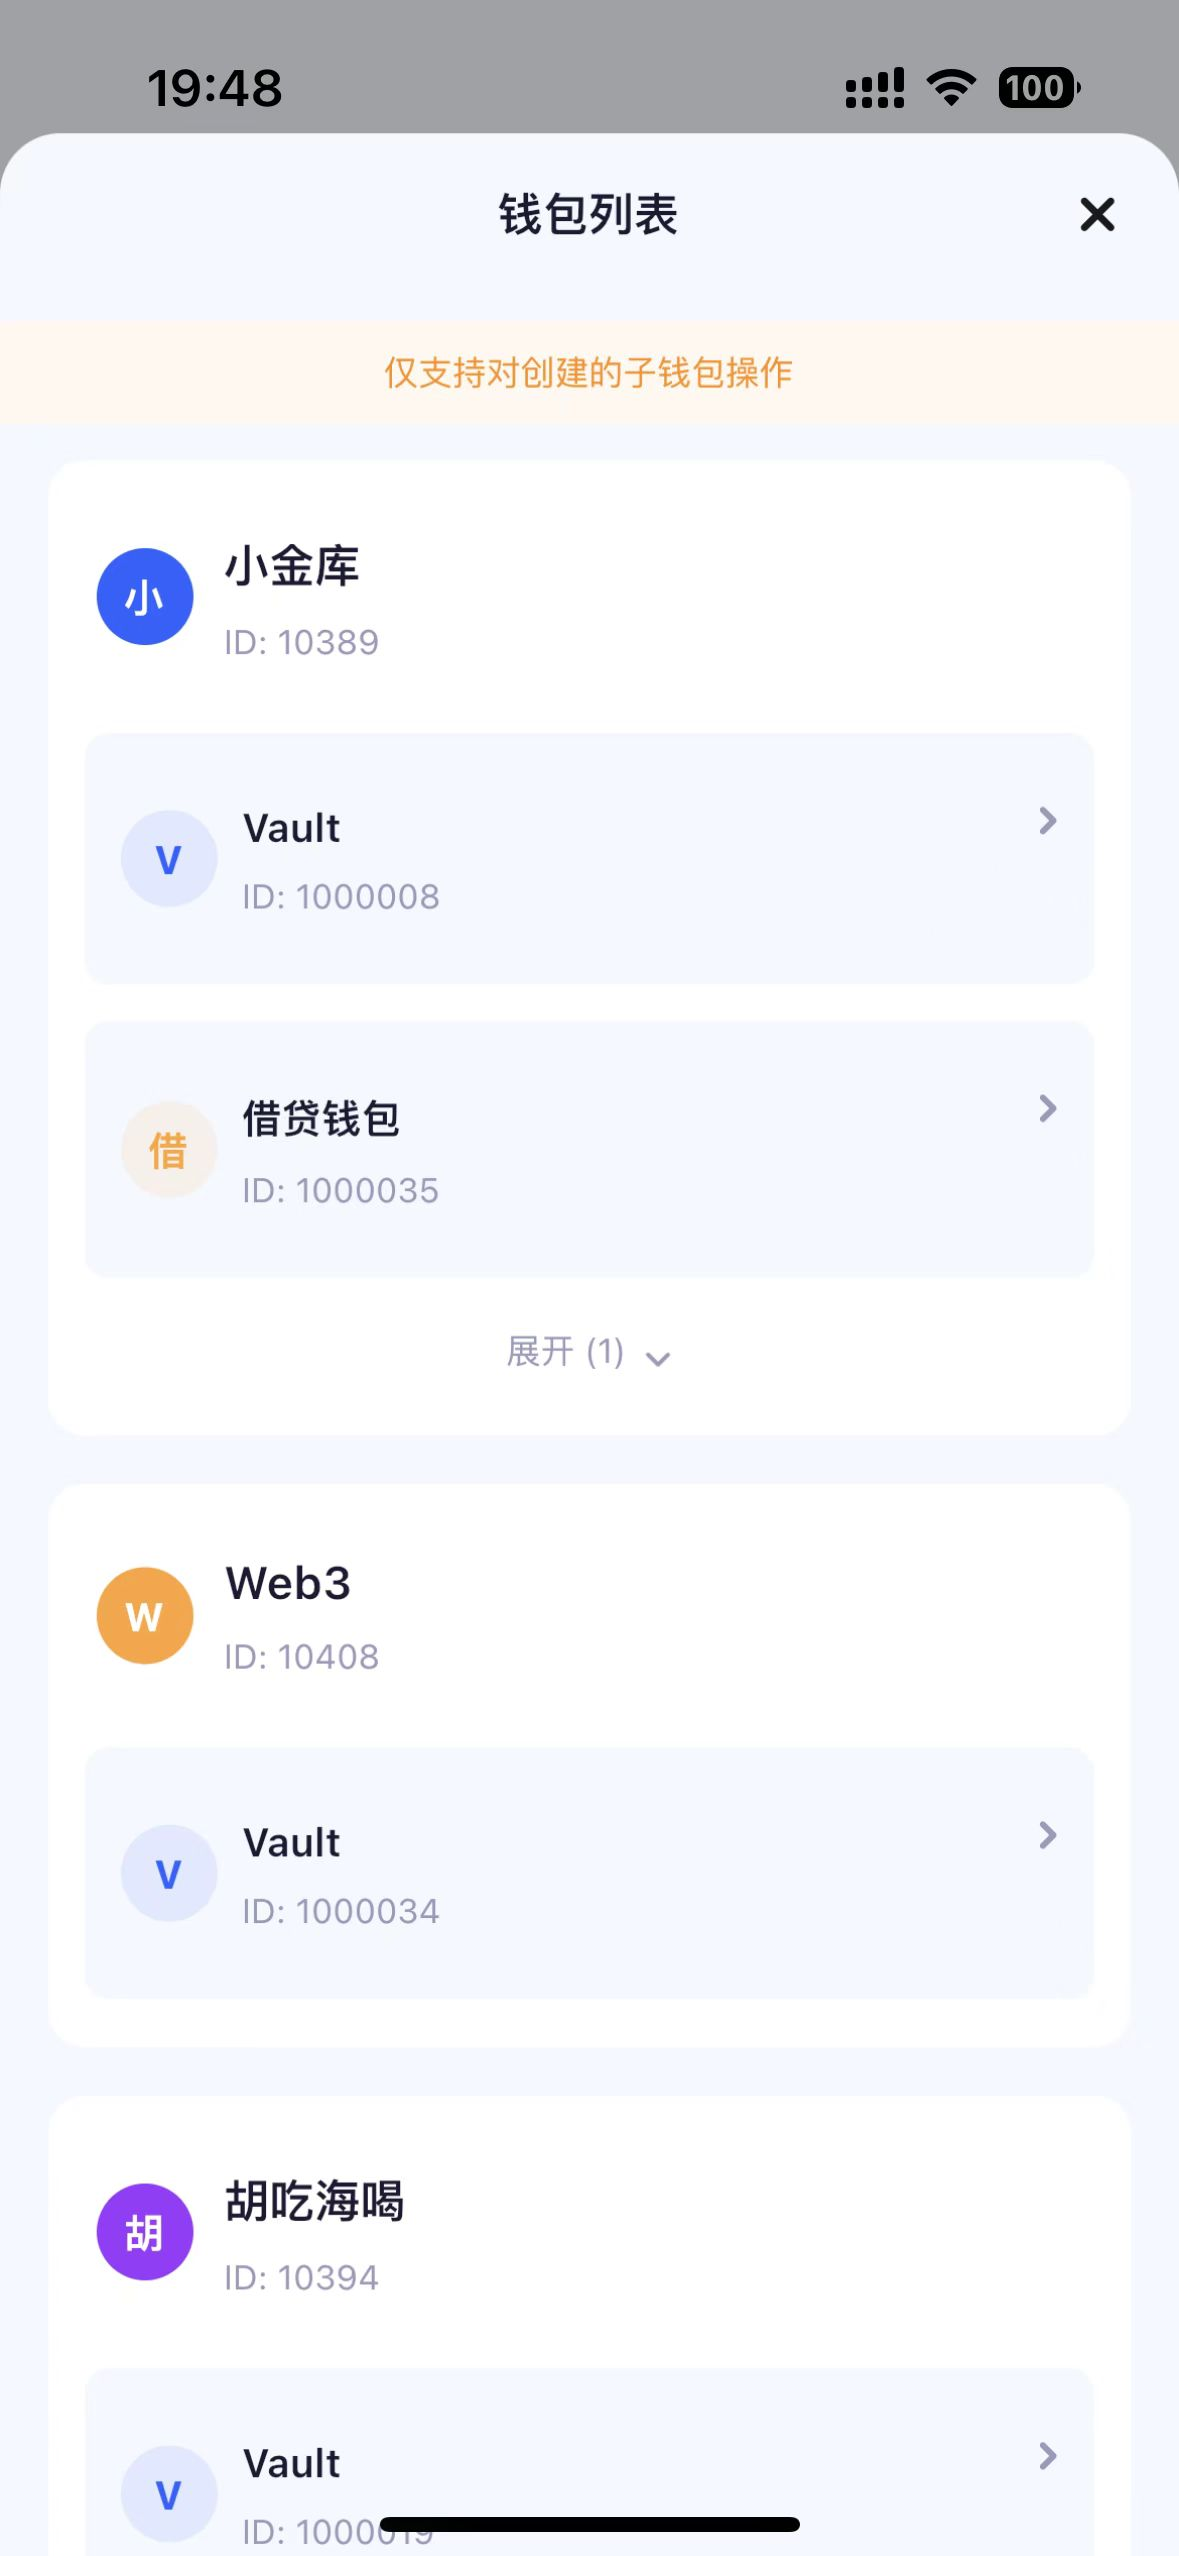 19:48
100
钱包列表
仅支持对创建的子钱包操作
小
小金库
ID: 10389
V
Vault
ID: 1000008
借
借贷钱包
ID: 1000035
展开 (1)
W
Web3
ID: 10408
V
Vault
ID: 1000034
胡
胡吃海喝
ID: 10394
V
Vault
ID: 1000019